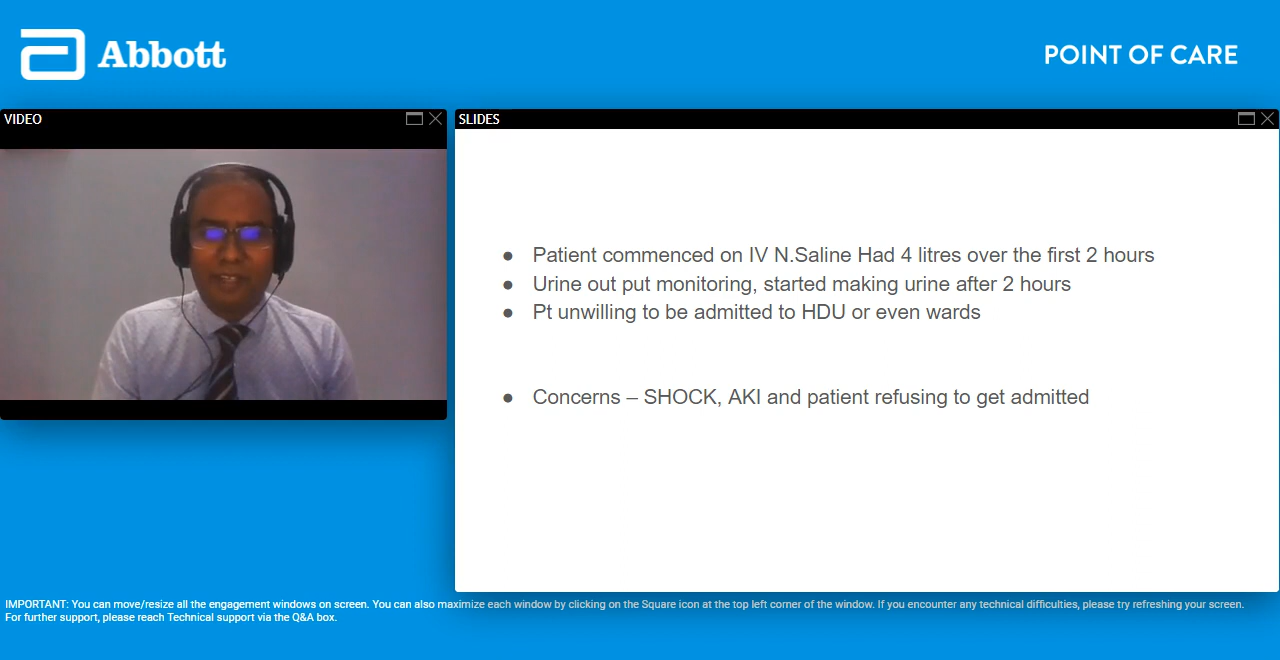 Abbott
POINT OF CARE
VIDEO
SLIDES
● Patient commenced on IV N.Saline Had 4 litres over the first 2 hours
● Urine out put monitoring, started making urine after 2 hours
● Pt unwilling to be admitted to HDU or even wards
● Concerns – SHOCK, AKI and patient refusing to get admitted
IMPORTANT: You can move/resize all the engagement windows on screen. You can also maximize each window by clicking on the Square icon at the top left corner of the window. If you encounter any technical difficulties, please try refreshing your screen.
For further support, please reach Technical support via the Q&A box.